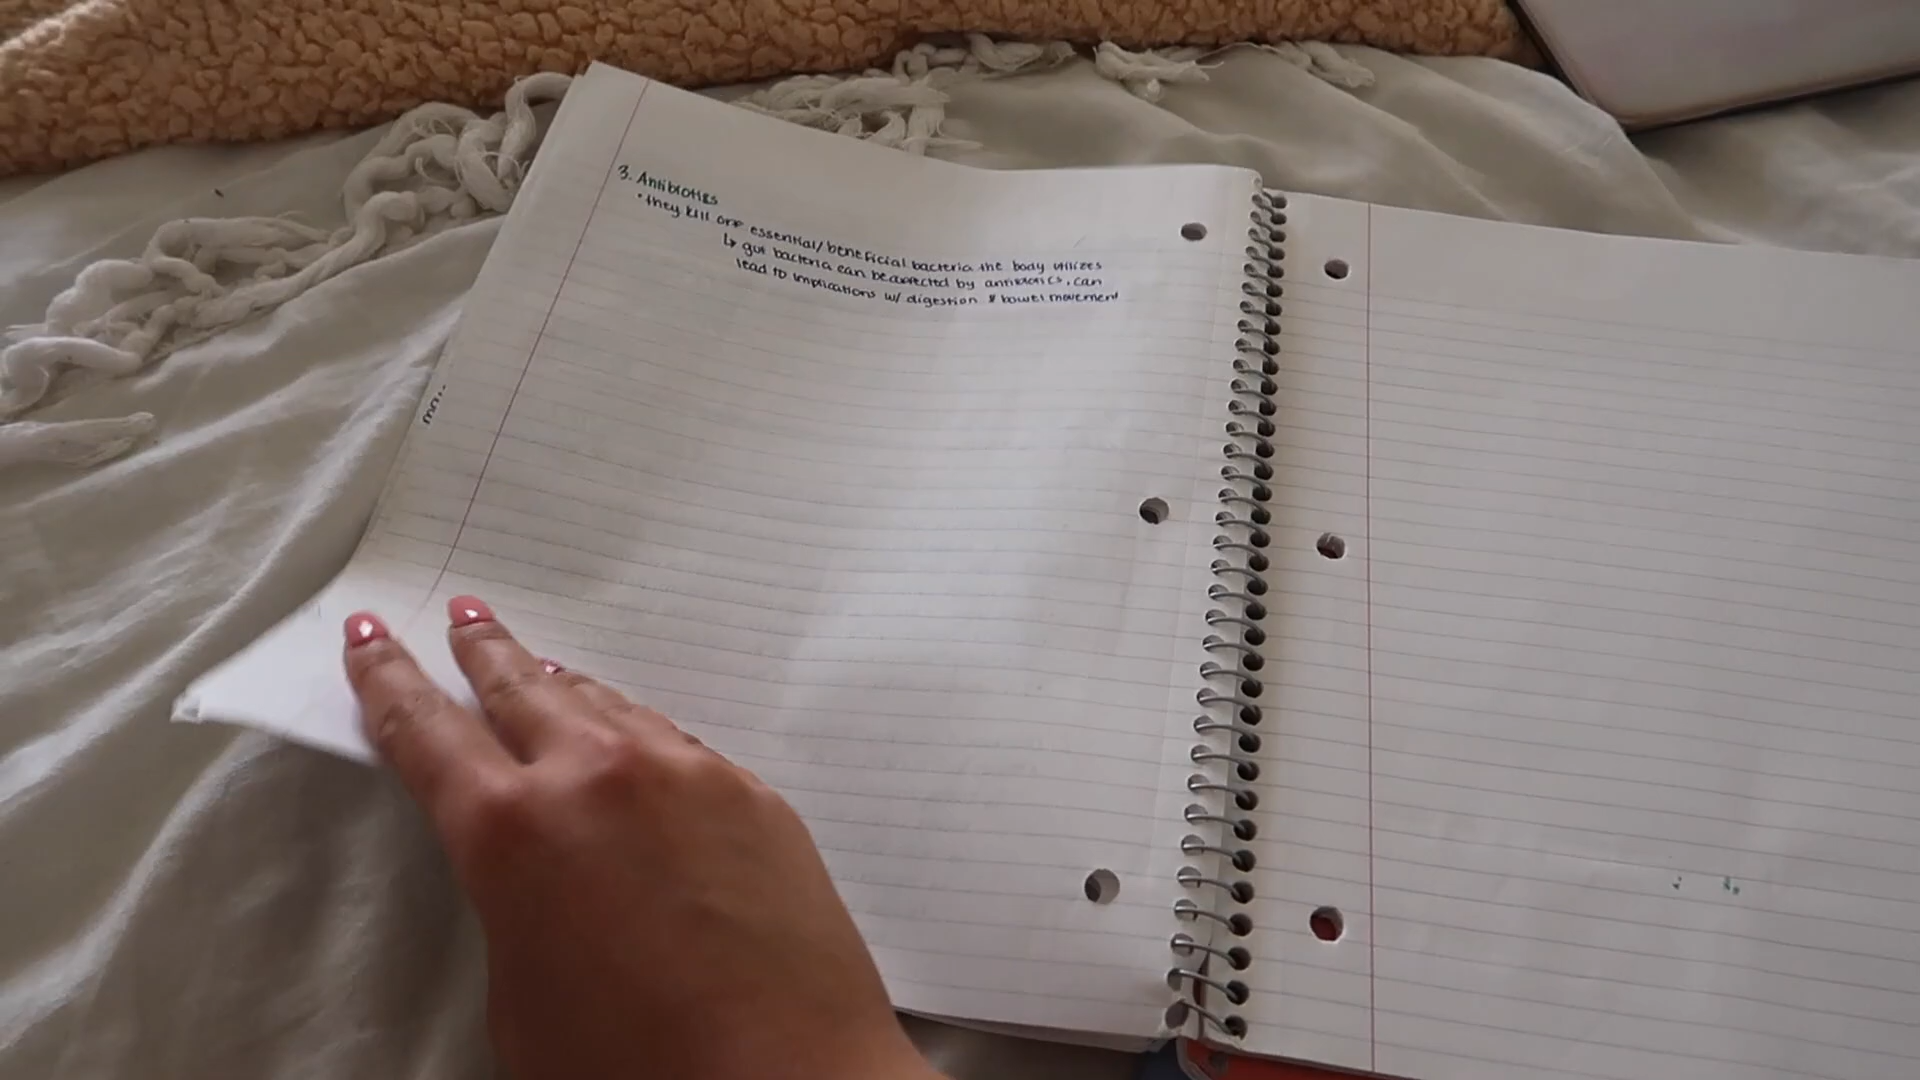 3. Antibiotics
• they kill off essential/beneficial bacteria the body utilizes
↳ gut bacteria can be affected by antibiotics, can
lead to implications w/ digestion & bowel movement